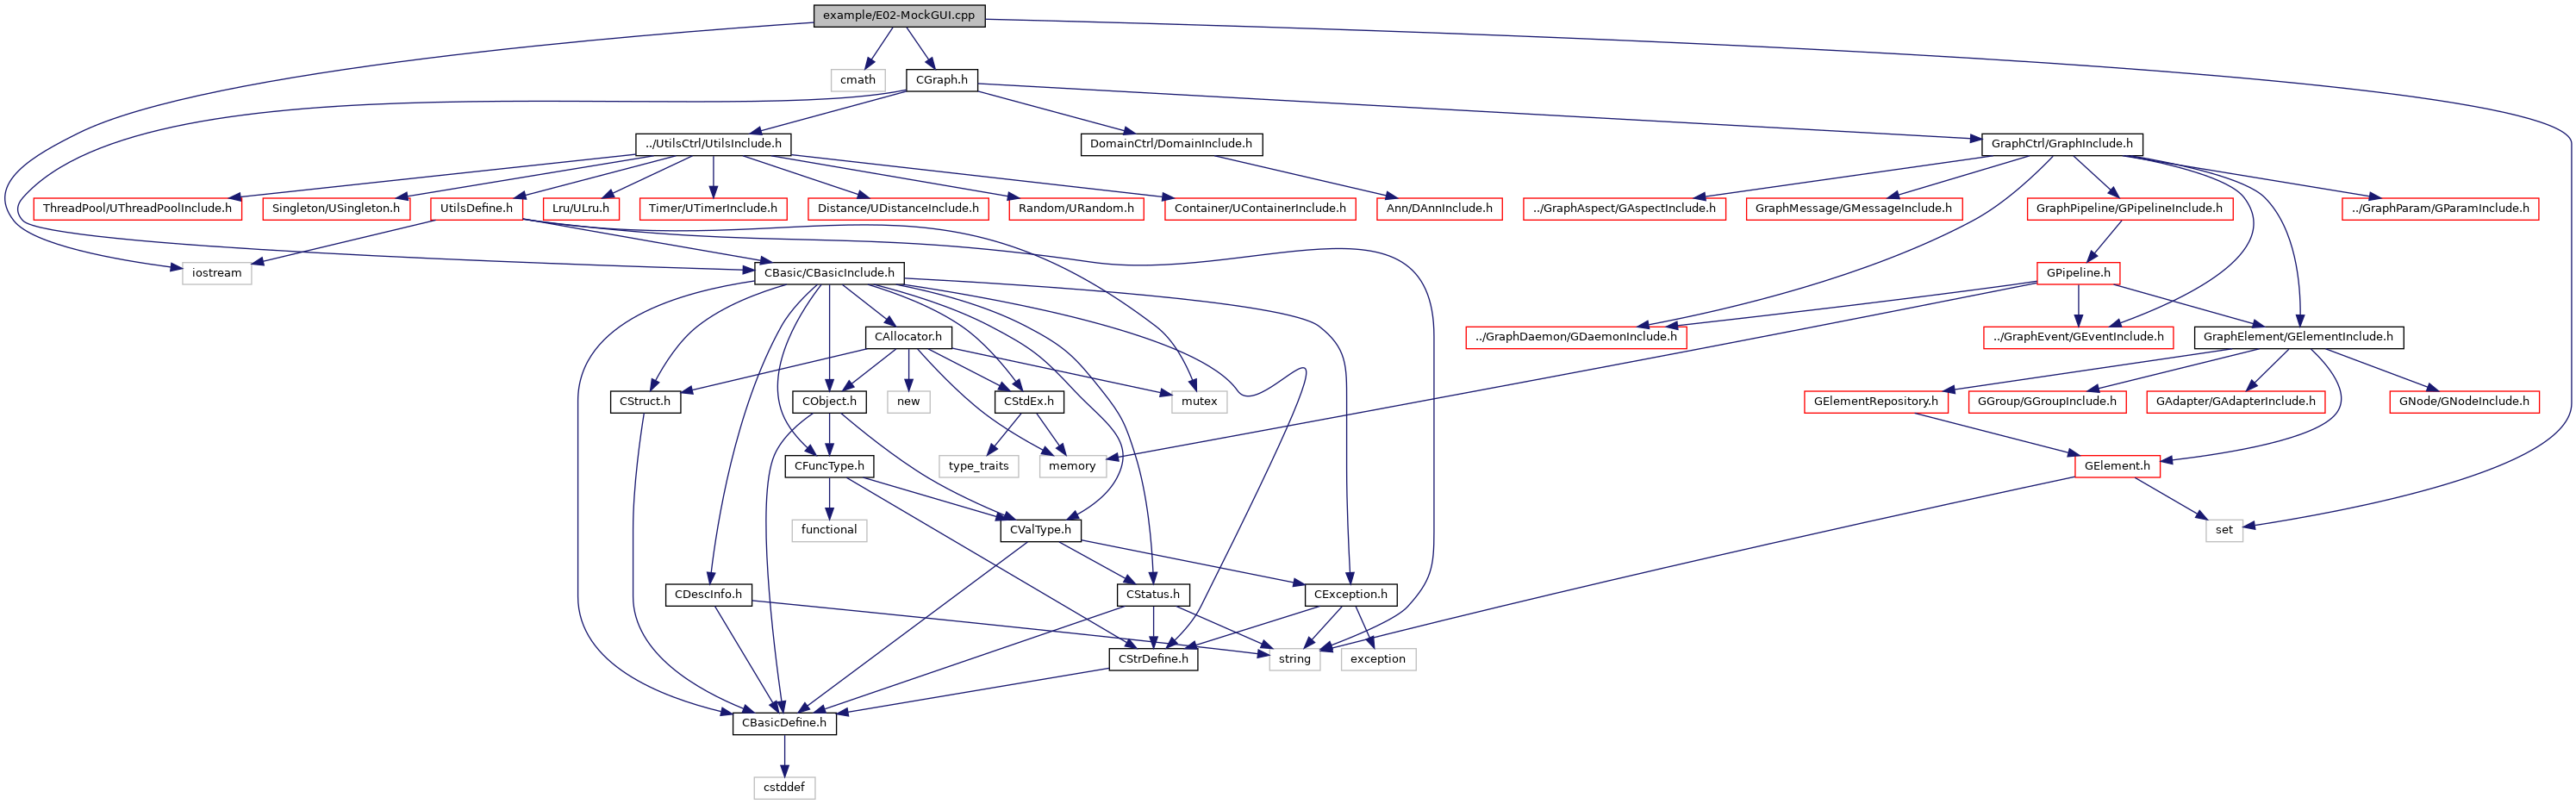 example/E02-MockGUI.cpp
cmath
CGraph.h
../UtilsCtrl/UtilsInclude.h
DomainCtrl/DomainInclude.h
GraphCtrl/GraphInclude.h
ThreadPool/UThreadPoolInclude.h
Singleton/USingleton.h
UtilsDefine.h
Lru/ULru.h
Timer/UTimerInclude.h
Distance/UDistanceInclude.h
Random/URandom.h
Container/UContainerInclude.h
Ann/DAnnInclude.h
../GraphAspect/GAspectInclude.h
GraphMessage/GMessageInclude.h
GraphPipeline/GPipelineInclude.h
../GraphParam/GParamInclude.h
iostream
CBasic/CBasicInclude.h
GPipeline.h
CAllocator.h
../GraphDaemon/GDaemonInclude.h
../GraphEvent/GEventInclude.h
GraphElement/GElementInclude.h
CStruct.h
CObject.h
new
CStdEx.h
mutex
GElementRepository.h
GGroup/GGroupInclude.h
GAdapter/GAdapterInclude.h
GNode/GNodeInclude.h
CFuncType.h
type_traits
memory
GElement.h
functional
CValType.h
set
CDescInfo.h
CStatus.h
CException.h
CStrDefine.h
string
exception
CBasicDefine.h
cstddef